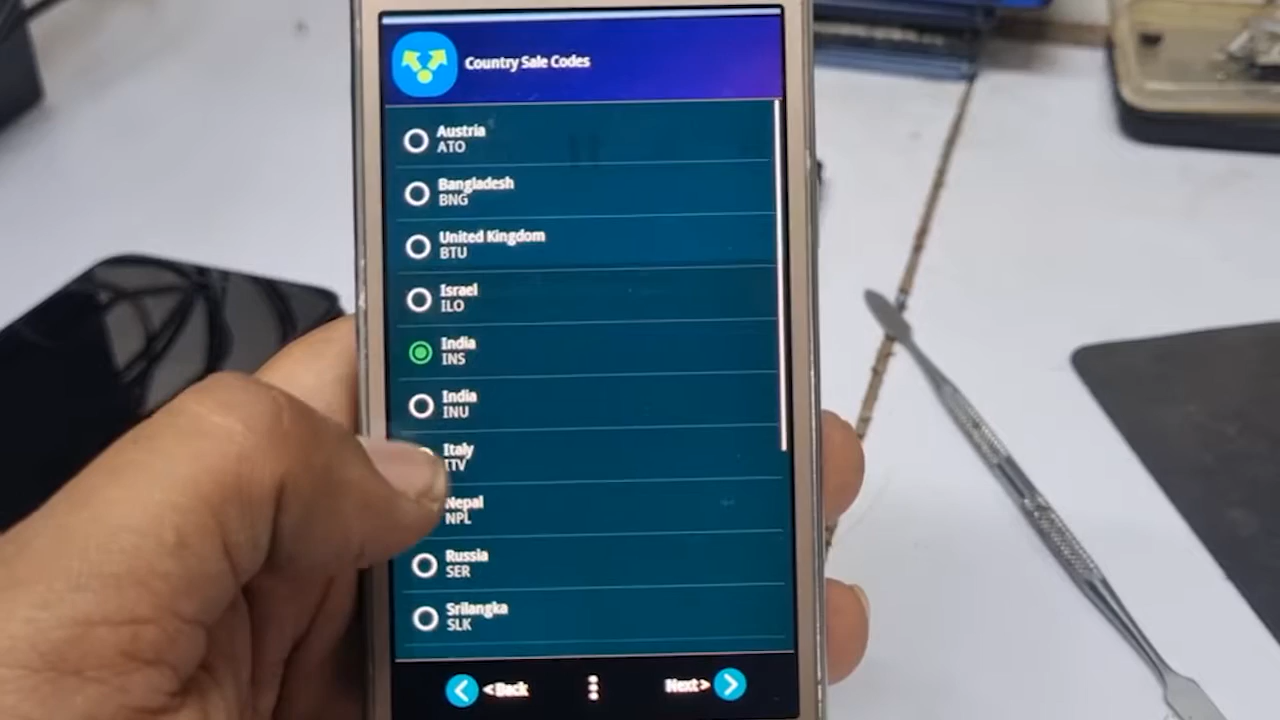 Country Sale Codes
Austria
ATO
Bangladesh
BNG
United Kingdom
BTU
Israel
ILO
India
INS
India
INU
Italy
ITV
Nepal
NPL
Russia
SER
Srilangka
SLK
< Back
Next >